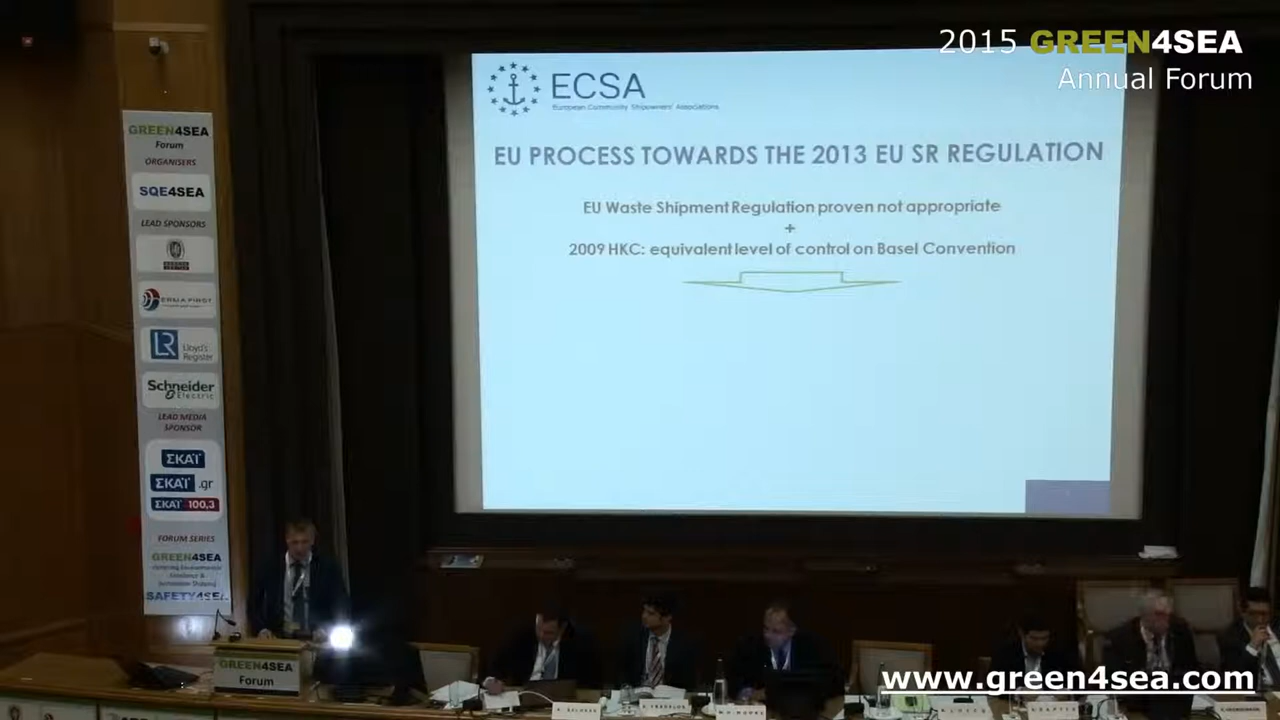 2015 GREEN4SEA
Annual Forum
ECSA
European Community Shipowners' Associations
EU PROCESS TOWARDS THE 2013 EU SR REGULATION
EU Waste Shipment Regulation proven not appropriate
+
2009 HKC: equivalent level of control on Basel Convention
GREEN4SEA
Forum
ORGANISERS
SQE4SEA
LEAD SPONSORS
ERMA FIRST
LR
Lloyd's
Register
Schneider
Electric
LEAD MEDIA
SPONSOR
ΣΚΑΪ
ΣΚΑΪ .gr
ΣΚΑΪ 100,3
FORUM SERIES
GREEN4SEA
SAFETY4SEA
GREEN4SEA
Forum
www.green4sea.com